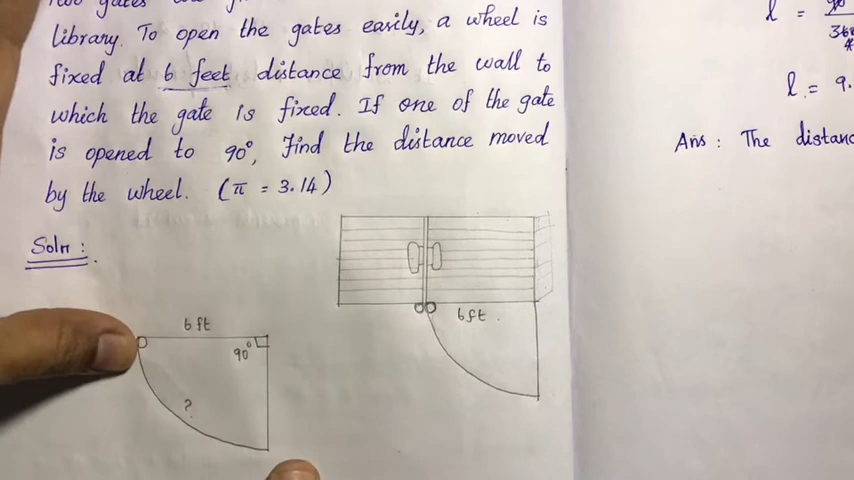 library. To open the gates easily, a wheel is
fixed at 6 feet distance from the wall to
which the gate is fixed. If one of the gate
is opened to 90°, Find the distance moved
by the wheel. (π = 3.14)
Soln :
6 ft
90°
?
6 ft
l =
l = 9.
Ans : The